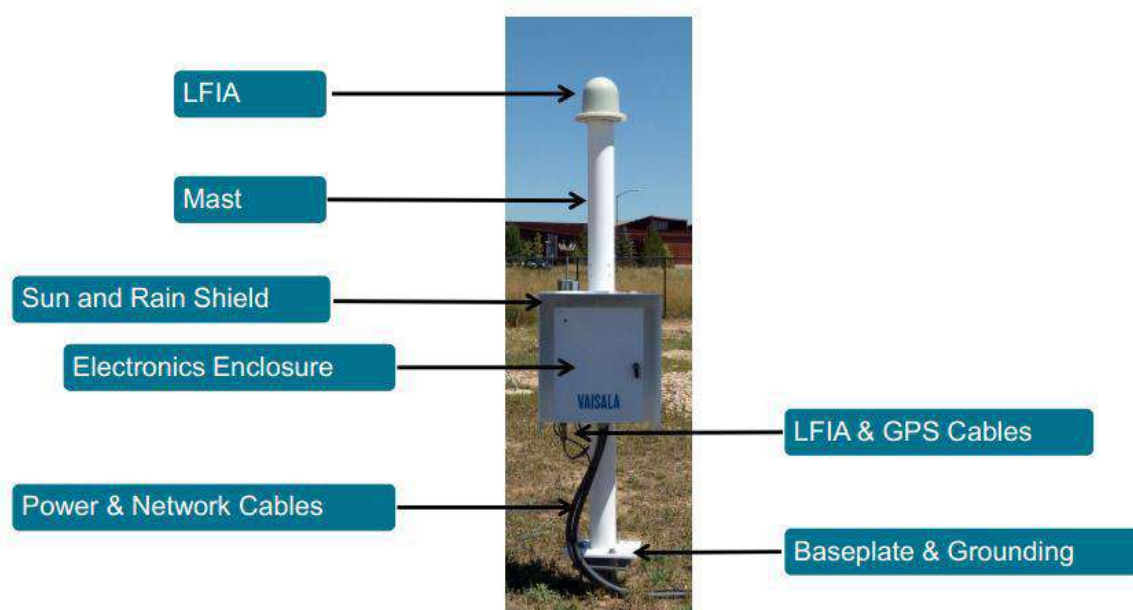 LFIA
Mast
Sun and Rain Shield
Electronics Enclosure
VAISALA
LFIA & GPS Cables
Power & Network Cables
Baseplate & Grounding